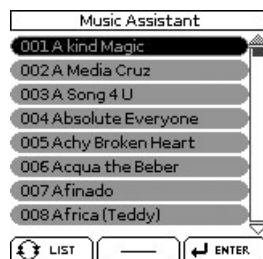 Music Assistant
001 A kind Magic
002 A Media Cruz
003 A Song 4 U
004 Absolute Everyone
005 Achy Broken Heart
006 Acqua the Beber
007 Afinado
008 Africa (Teddy)
LIST ENTER